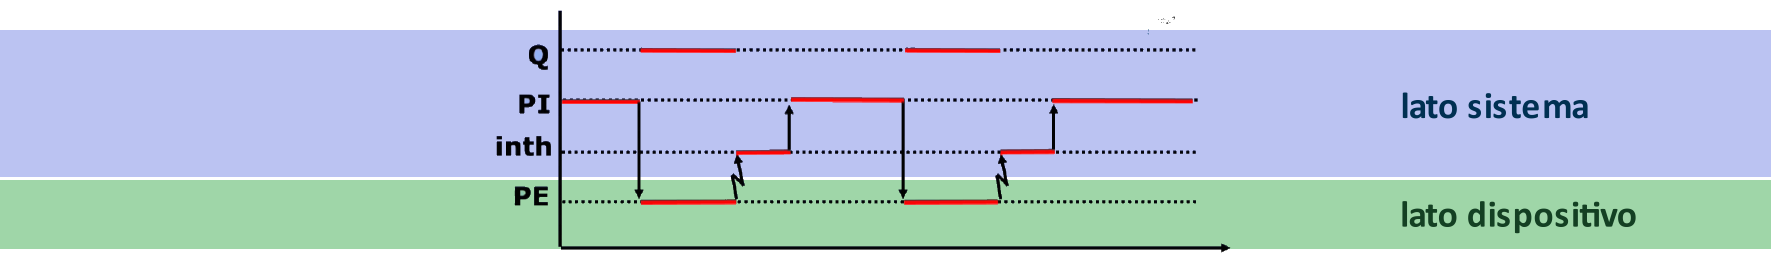 Q
PI
lato sistema
inth
PE
lato dispositivo